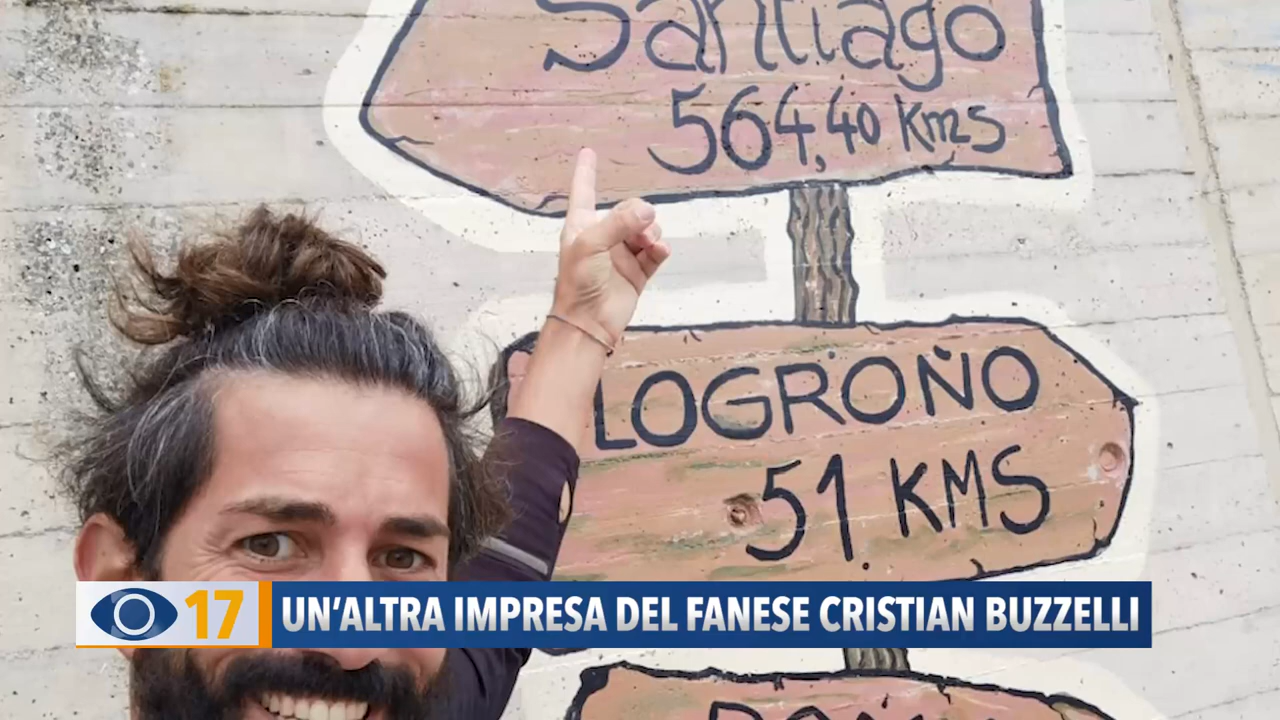 Santiago
564,40 Kms
LOGROÑO
51 KMS
17 UN'ALTRA IMPRESA DEL FANESE CRISTIAN BUZZELLI